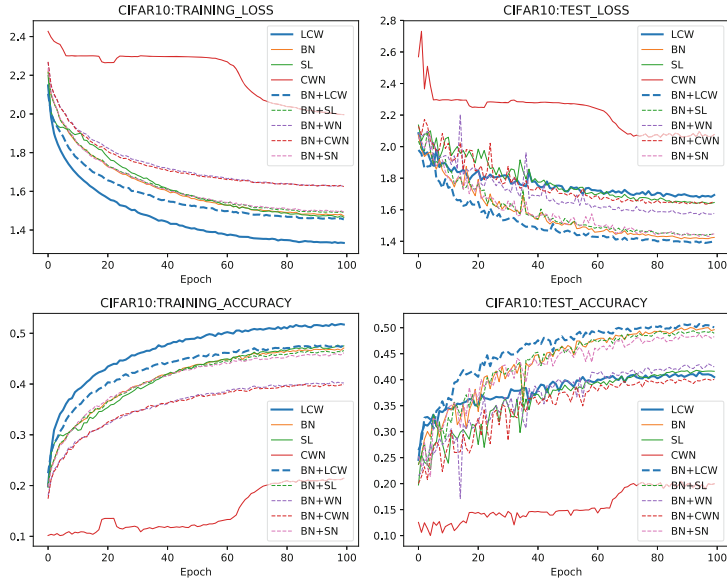 CIFAR10:TRAINING_LOSS
2.4
2.2
2.0
1.8
1.6
1.4
0
20
40
60
80
100
Epoch
LCW
BN
SL
CWN
BN+LCW
BN+SL
BN+WN
BN+CWN
BN+SN
CIFAR10:TEST_LOSS
2.6
2.4
2.2
2.0
1.8
1.6
1.4
0
20
40
60
80
100
Epoch
LCW
BN
SL
CWN
BN+LCW
BN+SL
BN+WN
BN+CWN
BN+SN
CIFAR10:TRAINING_ACCURACY
0.5
0.4
0.3
0.2
0.1
0
20
40
60
80
100
Epoch
LCW
BN
SL
CWN
BN+LCW
BN+SL
BN+WN
BN+CWN
BN+SN
CIFAR10:TEST_ACCURACY
0.50
0.45
0.40
0.35
0.30
0.25
0.20
0.15
0.10
0
20
40
60
80
100
Epoch
LCW
BN
SL
CWN
BN+LCW
BN+SL
BN+WN
BN+CWN
BN+SN